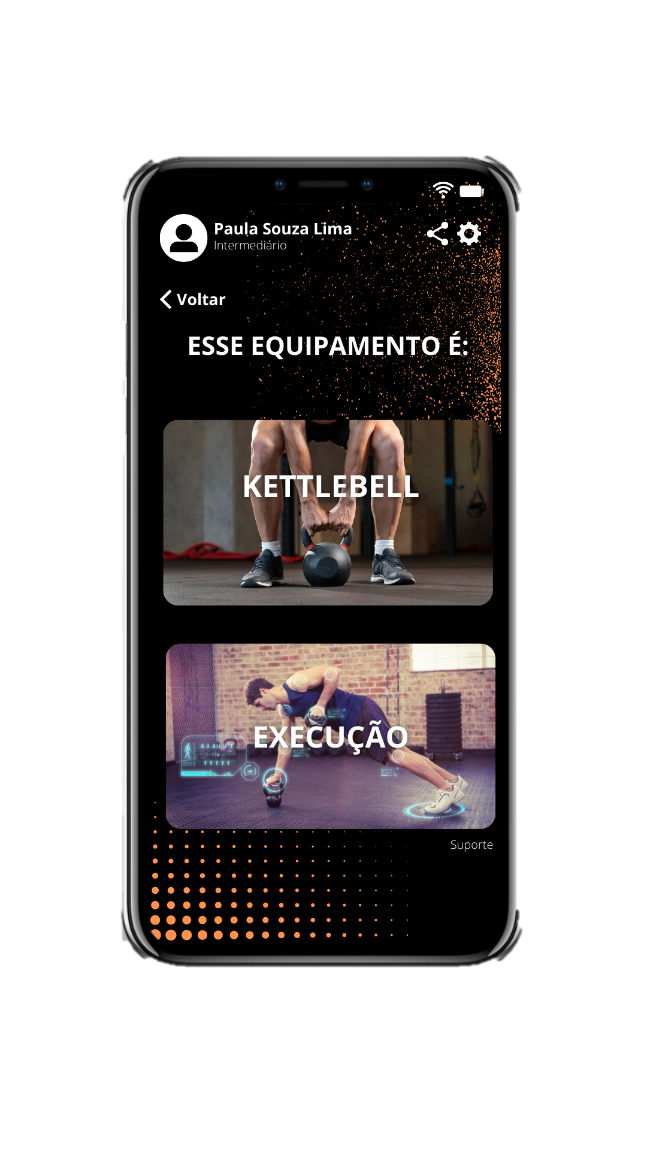 Paula Souza Lima
Intermediário
Voltar
ESSE EQUIPAMENTO É:
KETTLEBELL
EXECUÇÃO
Suporte